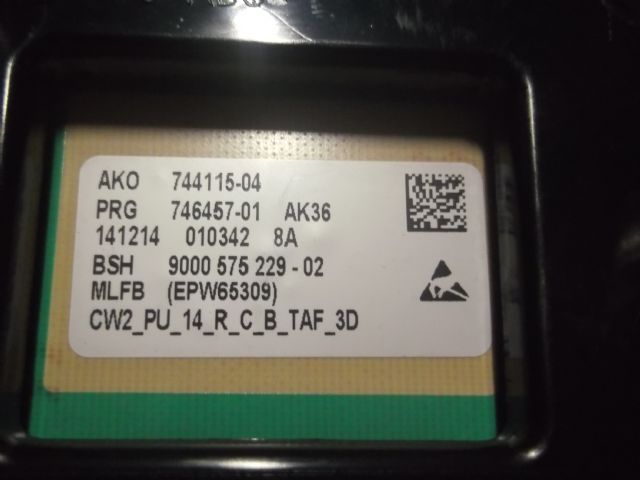 AKO 744115-04
PRG 746457-01 AK36
141214 010342 8A
BSH 9000 575 229 - 02
MLFB (EPW65309)
CW2_PU_14_R_C_B_TAF_3D